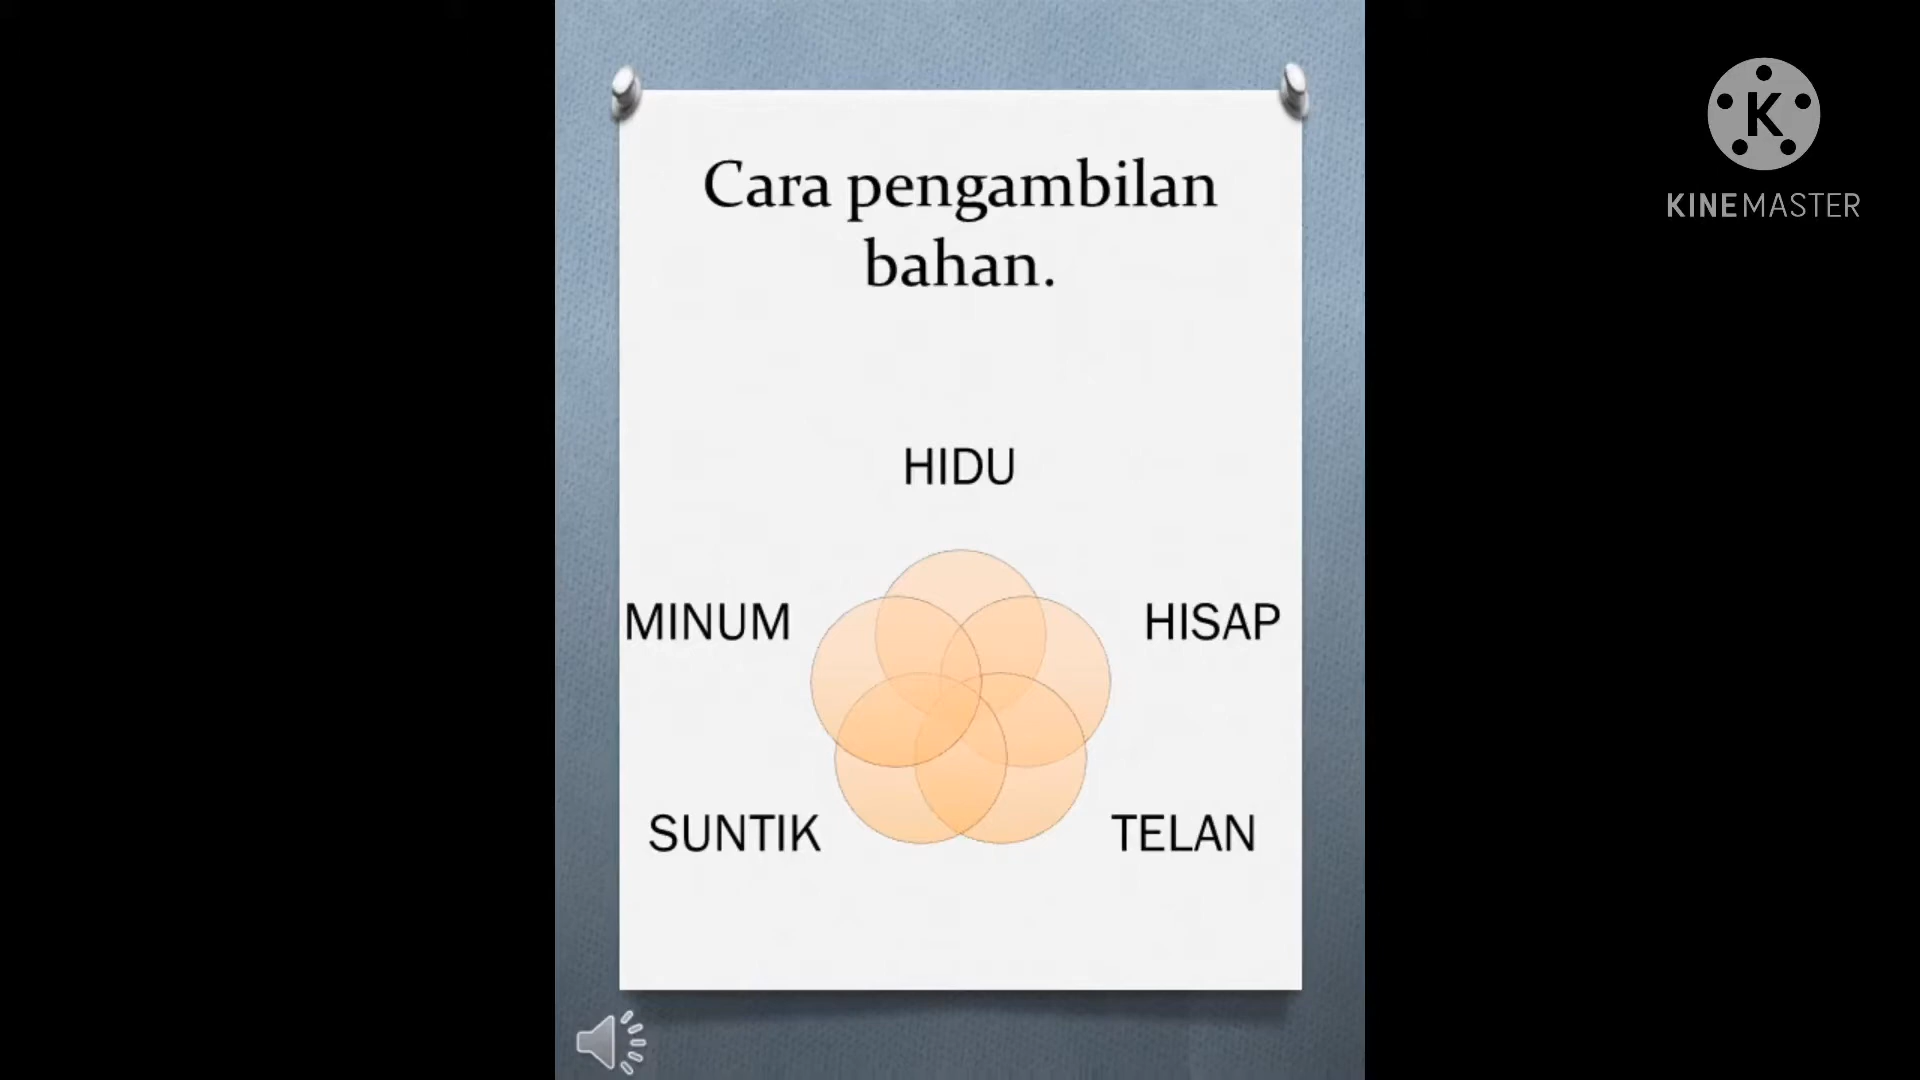 Cara pengambilan
bahan.
HIDU
MINUM
HISAP
SUNTIK
TELAN
K
KINEMASTER